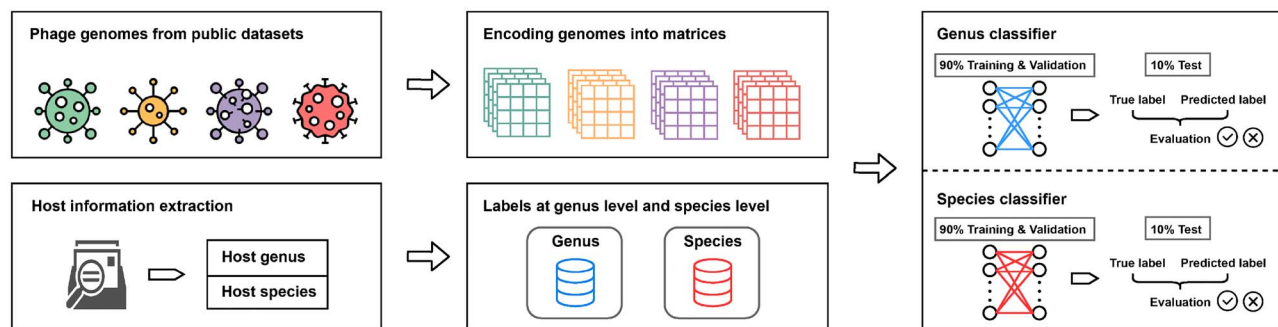 Phage genomes from public datasets
Encoding genomes into matrices
Host information extraction
Host genus
Host species
Labels at genus level and species level
Genus
Species
Genus classifier
90% Training & Validation
10% Test
True label
Predicted label
Evaluation
Species classifier
90% Training & Validation
10% Test
True label
Predicted label
Evaluation